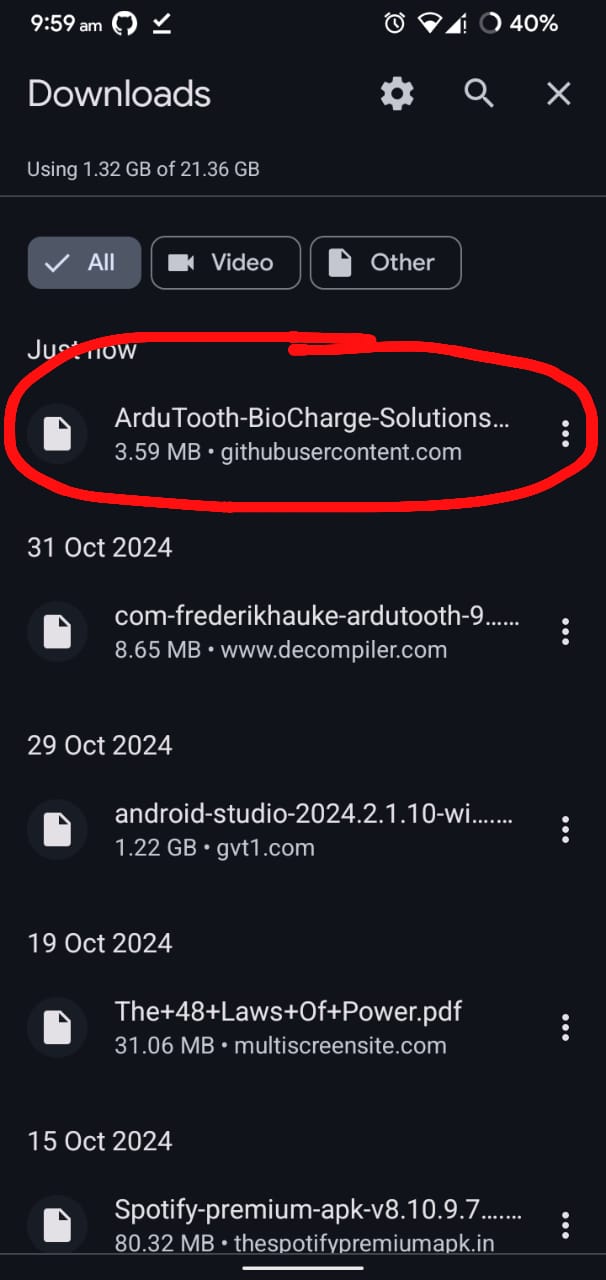 9:59 am 40%
Downloads
Using 1.32 GB of 21.36 GB
All Video Other
Just now
ArduTooth-BioCharge-Solutions...
3.59 MB • githubusercontent.com
31 Oct 2024
com-frederikhauke-ardutooth-9......
8.65 MB • www.decompiler.com
29 Oct 2024
android-studio-2024.2.1.10-wi.......
1.22 GB • gvt1.com
19 Oct 2024
The+48+Laws+Of+Power.pdf
31.06 MB • multiscreensite.com
15 Oct 2024
Spotify-premium-apk-v8.10.9.7.......
80.32 MB • thespotifypremiumapk.in